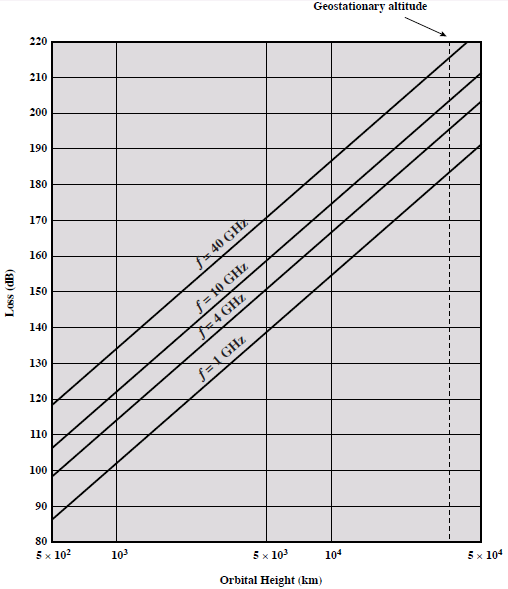 Geostationary altitude
220
210
200
190
180
170
160
150
140
130
120
110
100
90
80
Loss (dB)
f = 40 GHz
f = 10 GHz
f = 4 GHz
f = 1 GHz
5 × 10² 10³ 5 × 10³ 10⁴ 5 × 10⁴
Orbital Height (km)